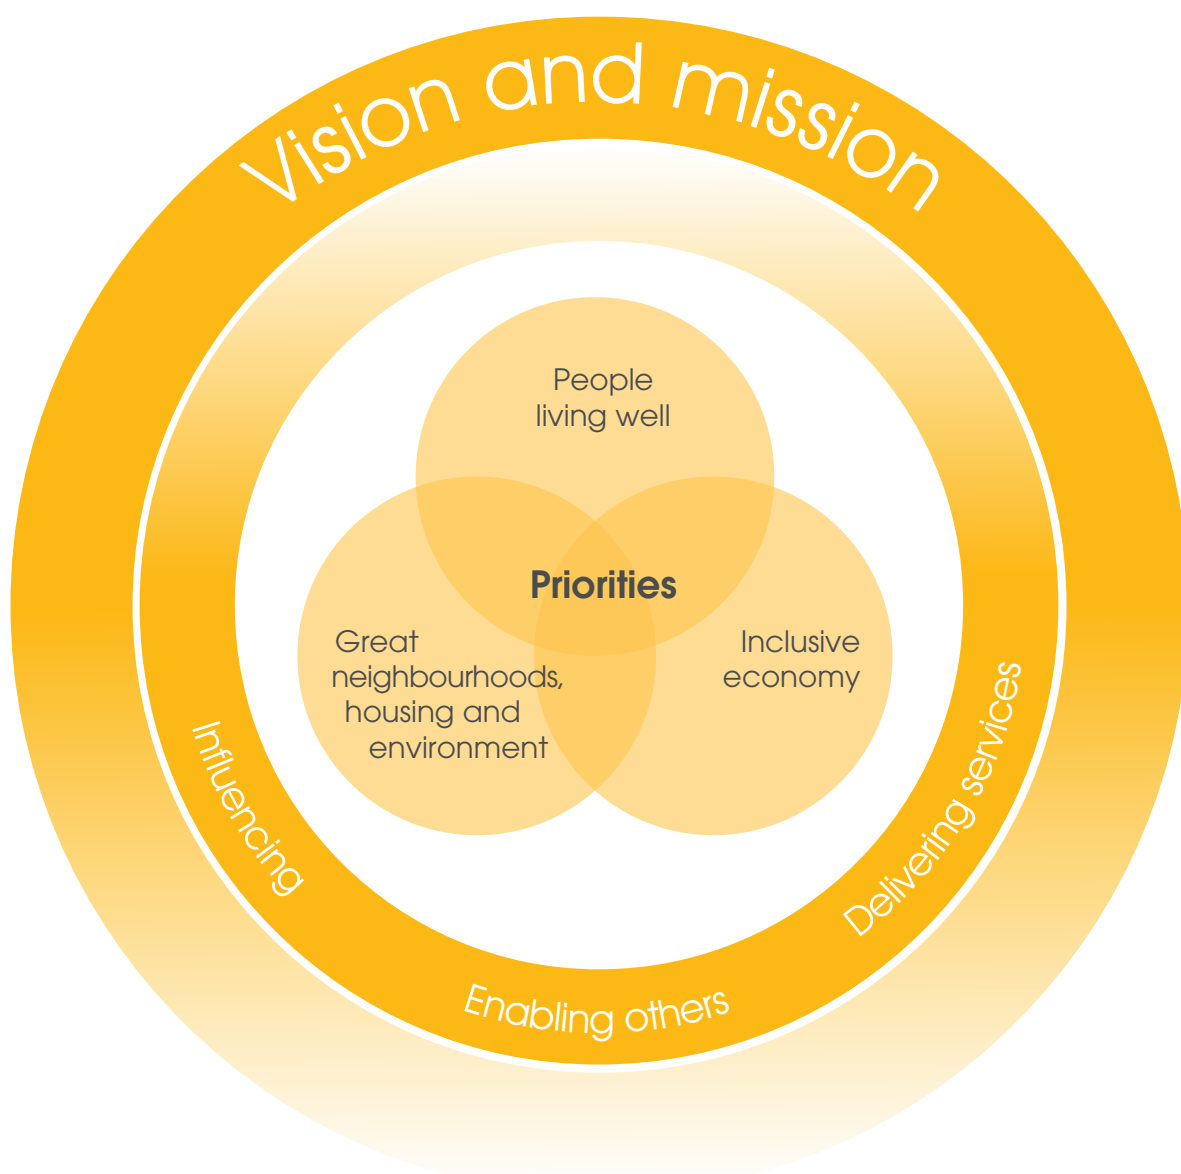 Vision and mission
People
living well
Priorities
Great
neighbourhoods,
housing and
environment
Inclusive
economy
Influencing
Enabling others
Delivering services